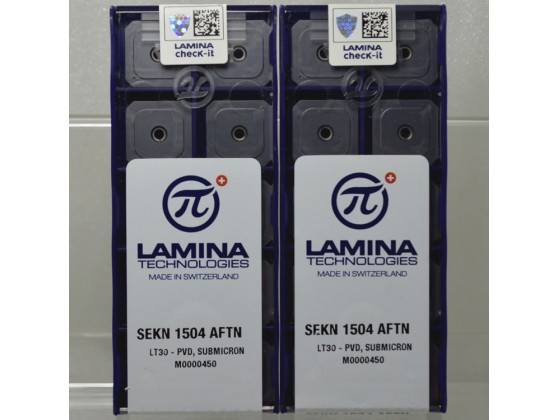 LAMINA
check-it
LAMINA
check-it
π
LAMINA
TECHNOLOGIES
MADE IN SWITZERLAND
SEKN 1504 AFTN
LT30 - PVD, SUBMICRON
M0000450
π
LAMINA
TECHNOLOGIES
MADE IN SWITZERLAND
SEKN 1504 AFTN
LT30 - PVD, SUBMICRON
M0000450